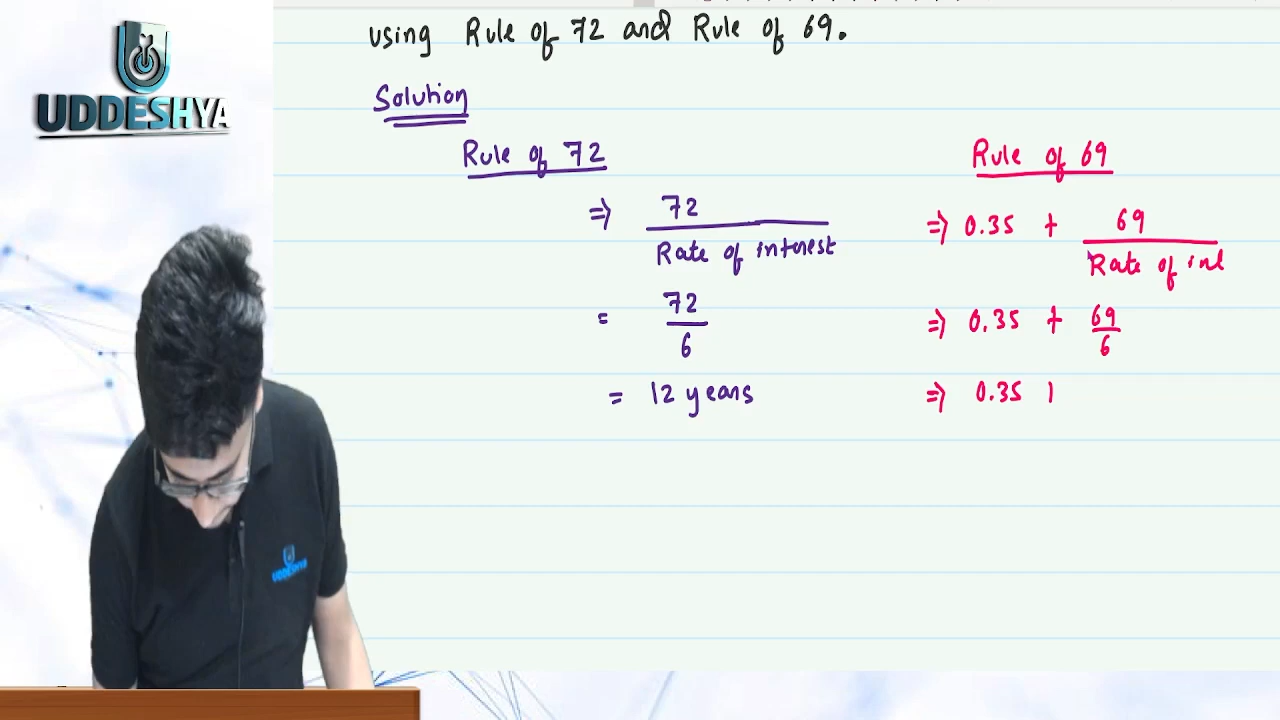 UDDESHYA
using Rule of 72 and Rule of 69.
Solution
Rule of 72
⇒ 72
Rate of interest
= 72
6
= 12 years
Rule of 69
⇒ 0.35 + 69
Rate of int
⇒ 0.35 + 69
6
⇒ 0.35 1
UDDESHYA